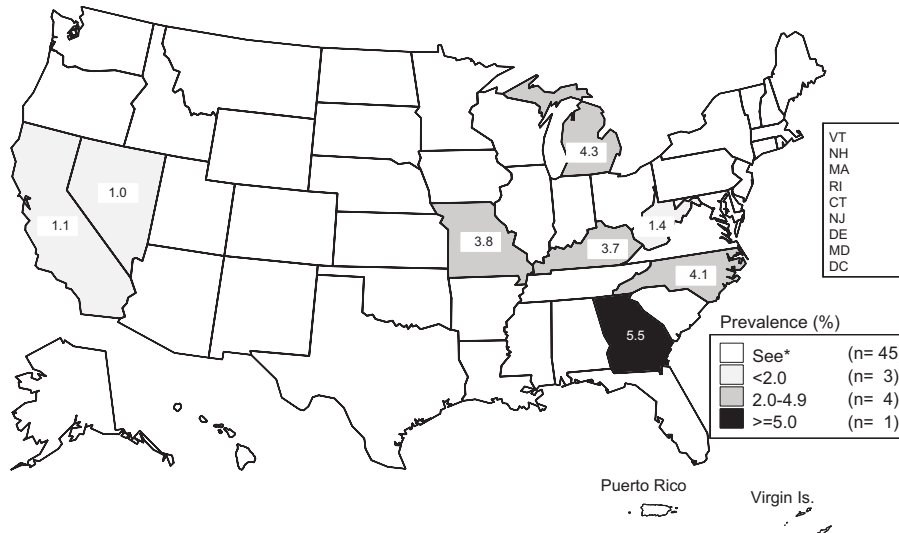 4.3
1.0
1.1
1.4
3.8
3.7
4.1
5.5
VT
NH
MA
RI
CT
NJ
DE
MD
DC
Prevalence (%)
See* (n= 45
<2.0 (n= 3)
2.0-4.9 (n= 4)
>=5.0 (n= 1)
Puerto Rico
Virgin Is.